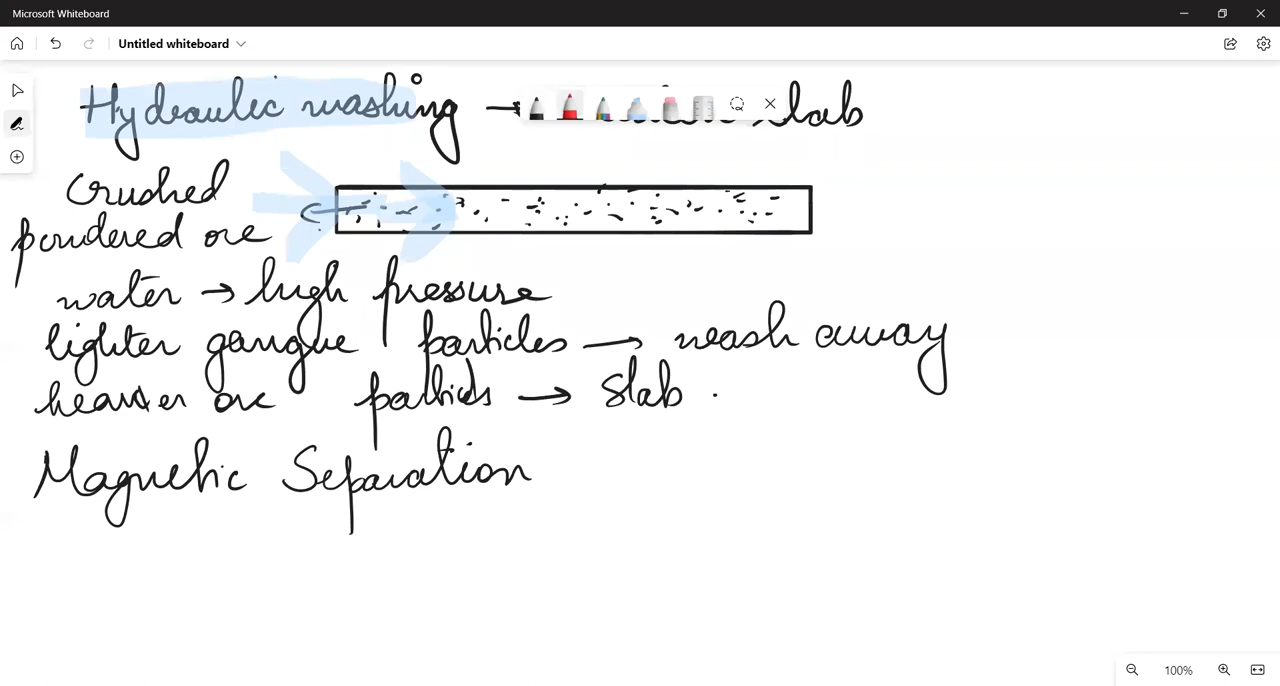 Microsoft Whiteboard
Untitled whiteboard
Hydraulic washing → slab
Crushed
powdered ore
water → high pressure
lighter gangue particles → wash away
heavier ore particles → slab .
Magnetic Separation
100%